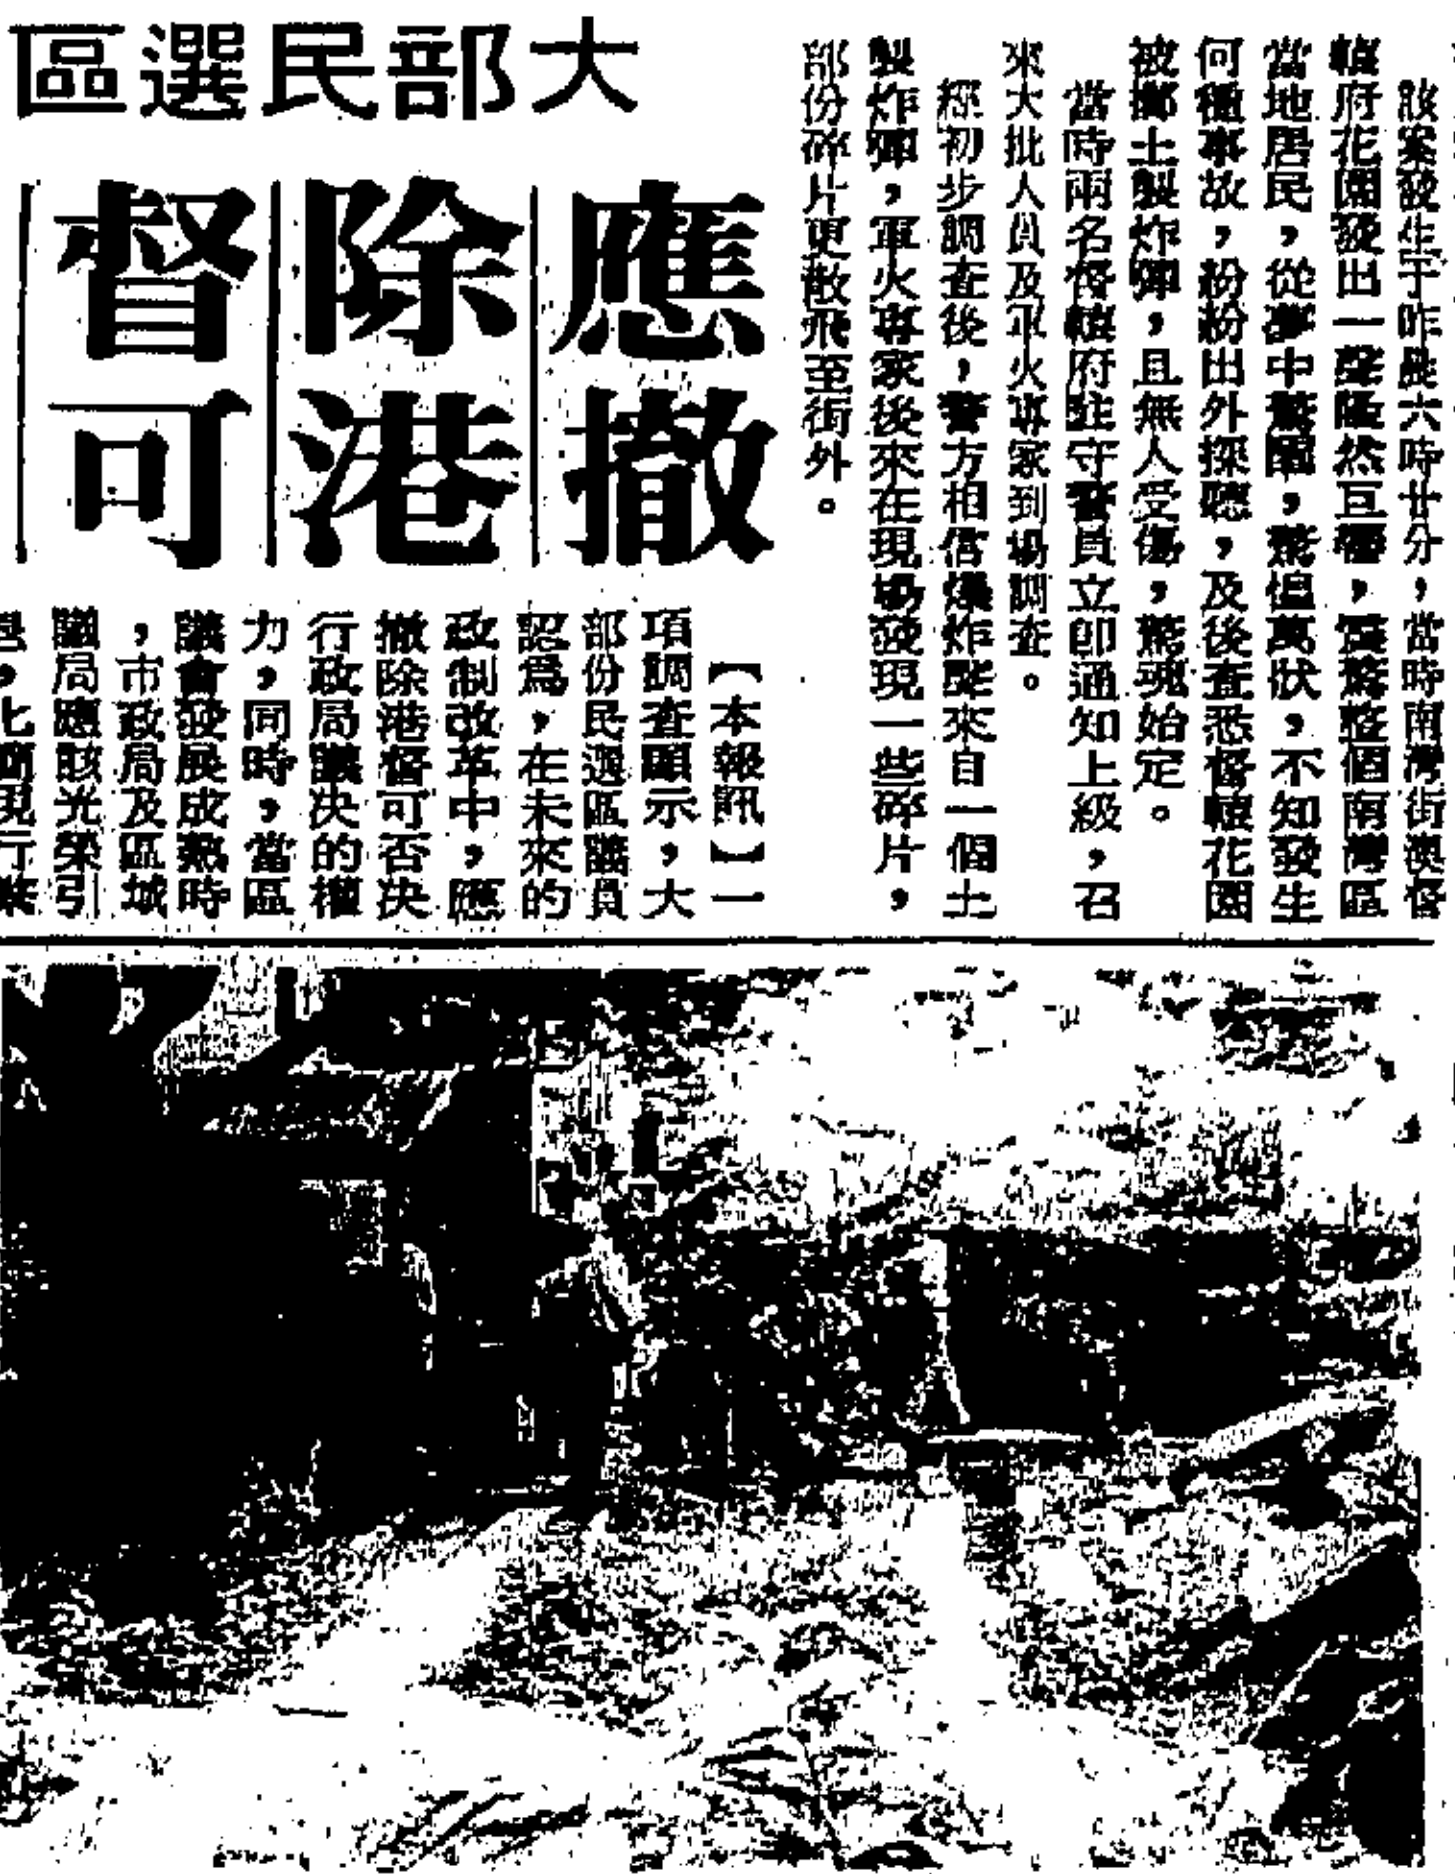 該案發生于昨晨六時廿分，當時南灣街澳督
轅府花園發出一聲隆然巨響，震驚整個南灣區
當地居民，從夢中驚醒，驚惶萬狀，不知發生
何種事故，紛紛出外探聽，及後查悉督轅花園
被擲土製炸彈，且無人受傷，驚魂始定。
當時兩名督轅府駐守警員立卽通知上級，召
來大批人員及軍火專家到場調查。
經初步調查後，警方相信爆炸聲來自一個土
製炸彈，軍火專家後來在現場發現一些碎片，
部份碎片更散飛至街外。
大部民選區
應撤
除港
督可
【本報訊】一
項調查顯示，大
部份民選區議員
認爲，在未來的
政制改革中，應
撤除港督可否决
行政局議决的權
力，同時，當區
議會發展成熟時
，市政局及區域
議局應該光榮引